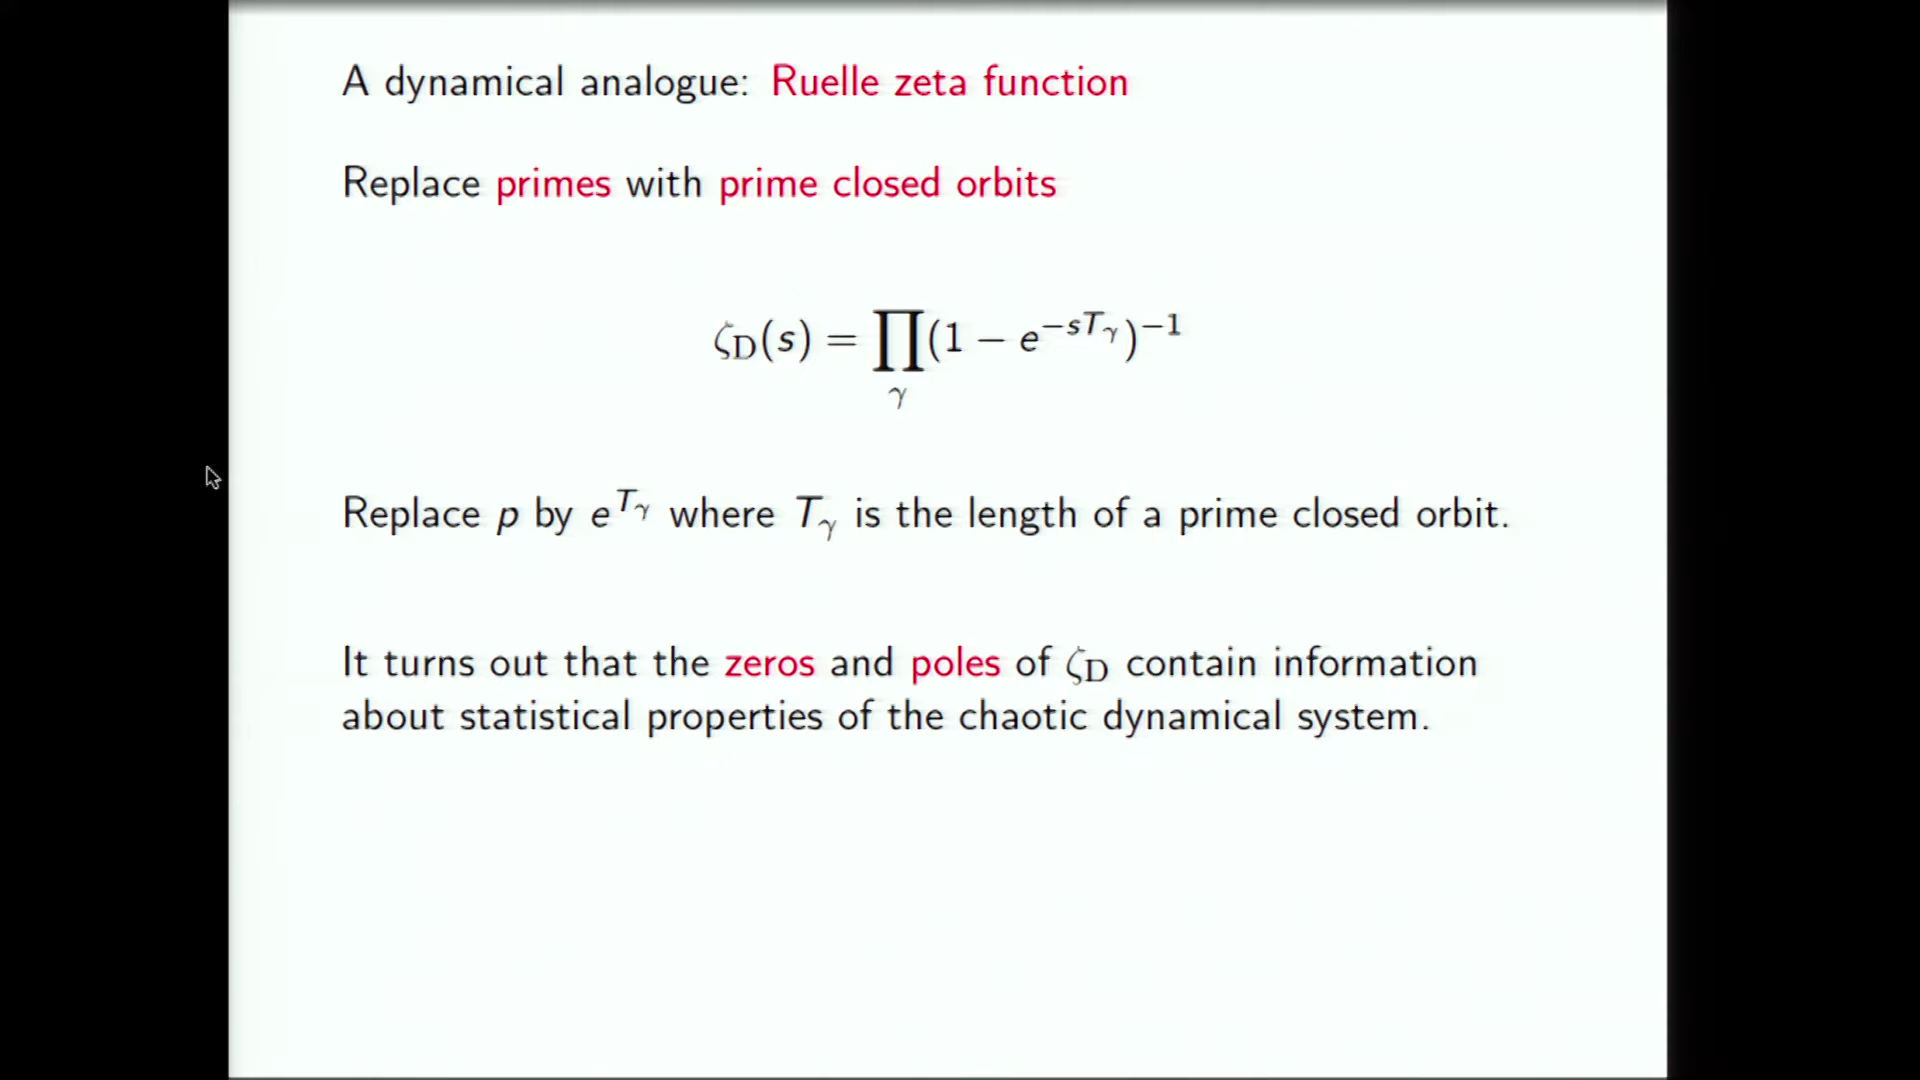 A dynamical analogue: Ruelle zeta function
Replace primes with prime closed orbits
ζ_D(s) = ∏_γ (1 − e^{−sT_γ})^{−1}
Replace p by e^{T_γ} where T_γ is the length of a prime closed orbit.
It turns out that the zeros and poles of ζ_D contain information
about statistical properties of the chaotic dynamical system.